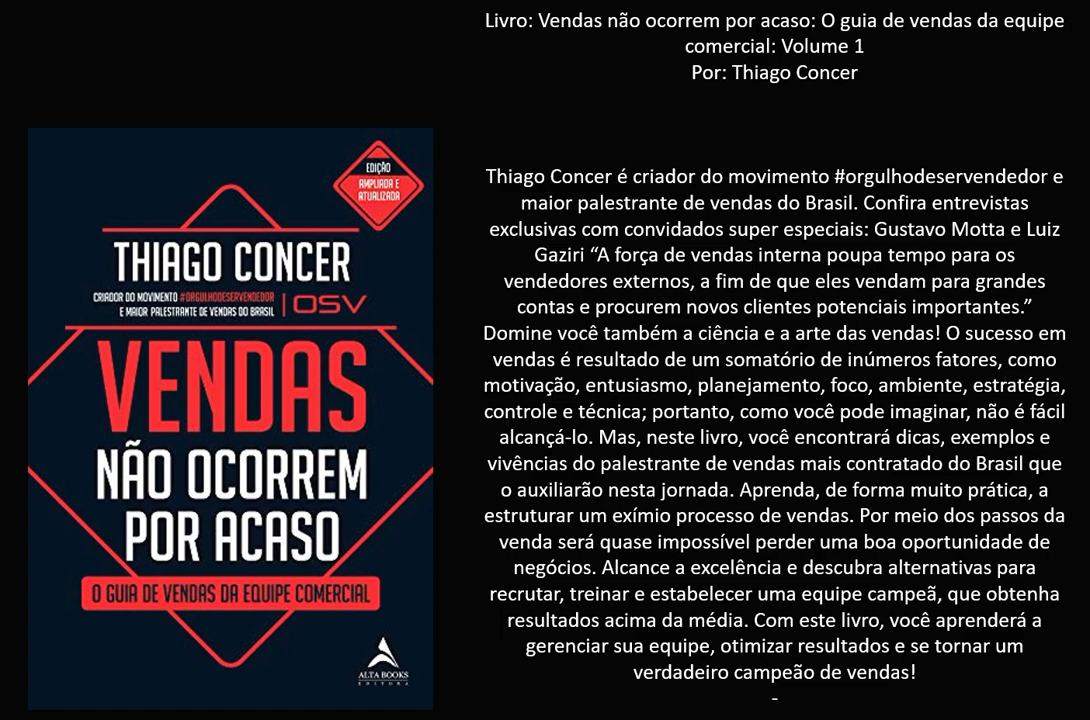 Livro: Vendas não ocorrem por acaso: O guia de vendas da equipe
comercial: Volume 1
Por: Thiago Concer
EDIÇÃO
AMPLIADA E
ATUALIZADA
THIAGO CONCER
CRIADOR DO MOVIMENTO #ORGULHODESERVENDEDOR
E MAIOR PALESTRANTE DE VENDAS DO BRASIL
OSV
VENDAS
NÃO OCORREM
POR ACASO
O GUIA DE VENDAS DA EQUIPE COMERCIAL
ALTA BOOKS
EDITORA
Thiago Concer é criador do movimento #orgulhodeservendedor e
maior palestrante de vendas do Brasil. Confira entrevistas
exclusivas com convidados super especiais: Gustavo Motta e Luiz
Gaziri “A força de vendas interna poupa tempo para os
vendedores externos, a fim de que eles vendam para grandes
contas e procurem novos clientes potenciais importantes.”
Domine você também a ciência e a arte das vendas! O sucesso em
vendas é resultado de um somatório de inúmeros fatores, como
motivação, entusiasmo, planejamento, foco, ambiente, estratégia,
controle e técnica; portanto, como você pode imaginar, não é fácil
alcançá-lo. Mas, neste livro, você encontrará dicas, exemplos e
vivências do palestrante de vendas mais contratado do Brasil que
o auxiliarão nesta jornada. Aprenda, de forma muito prática, a
estruturar um exímio processo de vendas. Por meio dos passos da
venda será quase impossível perder uma boa oportunidade de
negócios. Alcance a excelência e descubra alternativas para
recrutar, treinar e estabelecer uma equipe campeã, que obtenha
resultados acima da média. Com este livro, você aprenderá a
gerenciar sua equipe, otimizar resultados e se tornar um
verdadeiro campeão de vendas!
-